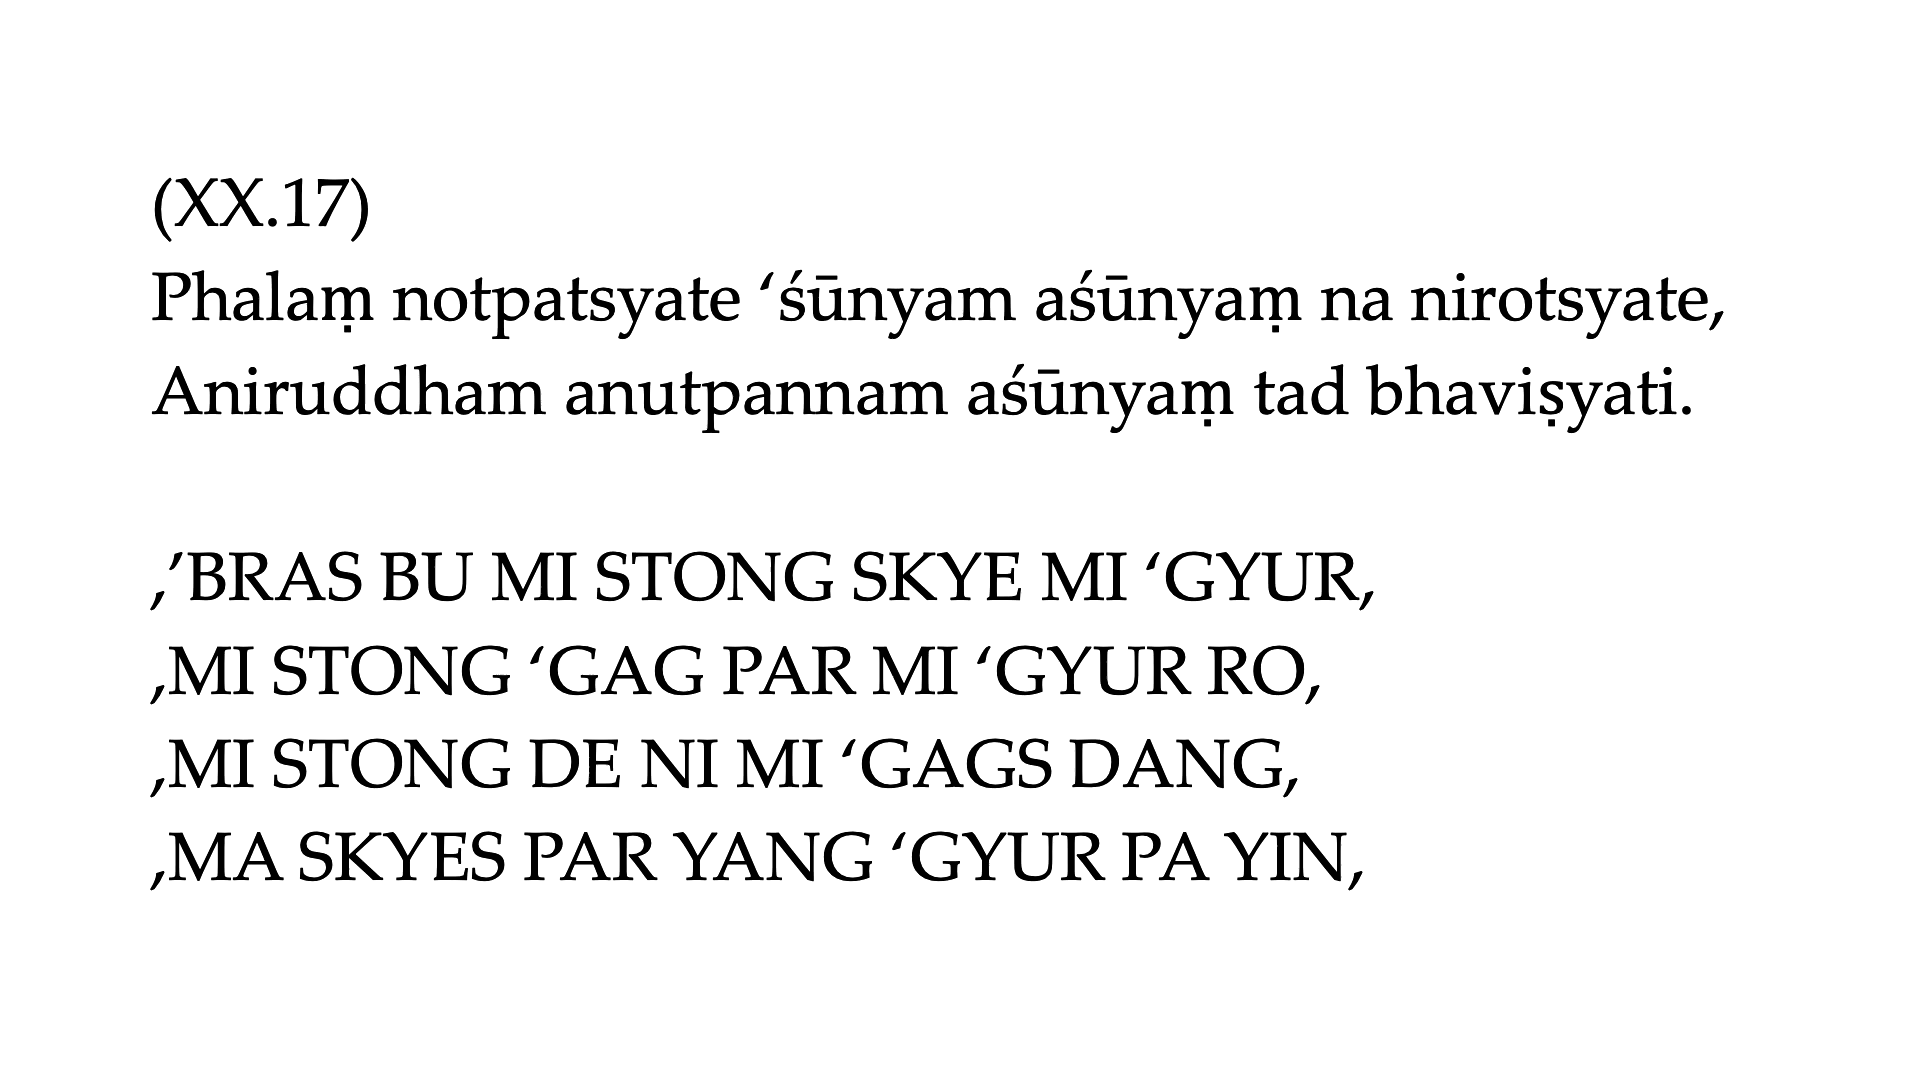 (XX.17)
Phalaṃ notpatsyate ‘śūnyam aśūnyaṃ na nirotsyate,
Aniruddham anutpannam aśūnyaṃ tad bhaviṣyati.
,’BRAS BU MI STONG SKYE MI ‘GYUR,
,MI STONG ‘GAG PAR MI ‘GYUR RO,
,MI STONG DE NI MI ‘GAGS DANG,
,MA SKYES PAR YANG ‘GYUR PA YIN,